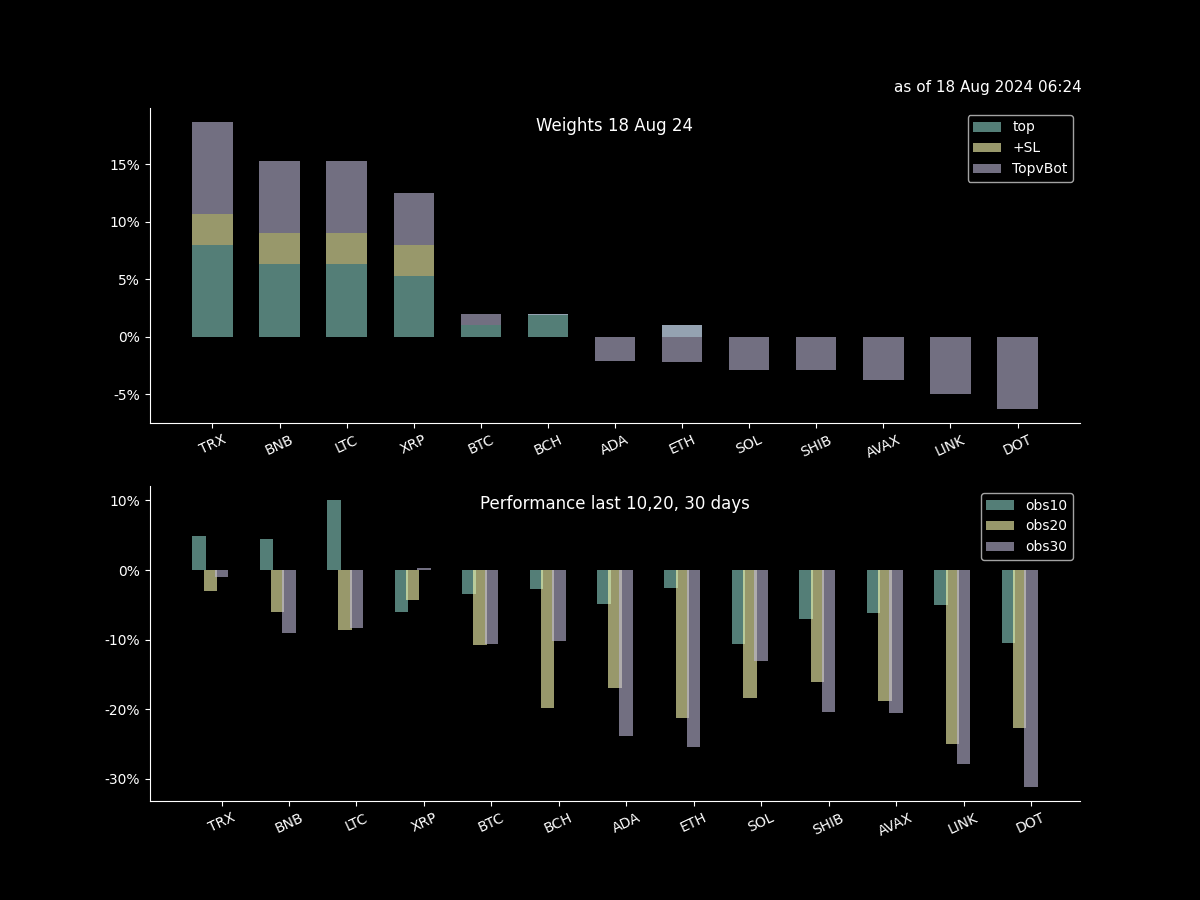 as of 18 Aug 2024 06:24
Weights 18 Aug 24
top
+SL
TopvBot
15%
10%
5%
0%
-5%
TRX BNB LTC XRP BTC BCH ADA ETH SOL SHIB AVAX LINK DOT
Performance last 10,20, 30 days
obs10
obs20
obs30
10%
0%
-10%
-20%
-30%
TRX BNB LTC XRP BTC BCH ADA ETH SOL SHIB AVAX LINK DOT